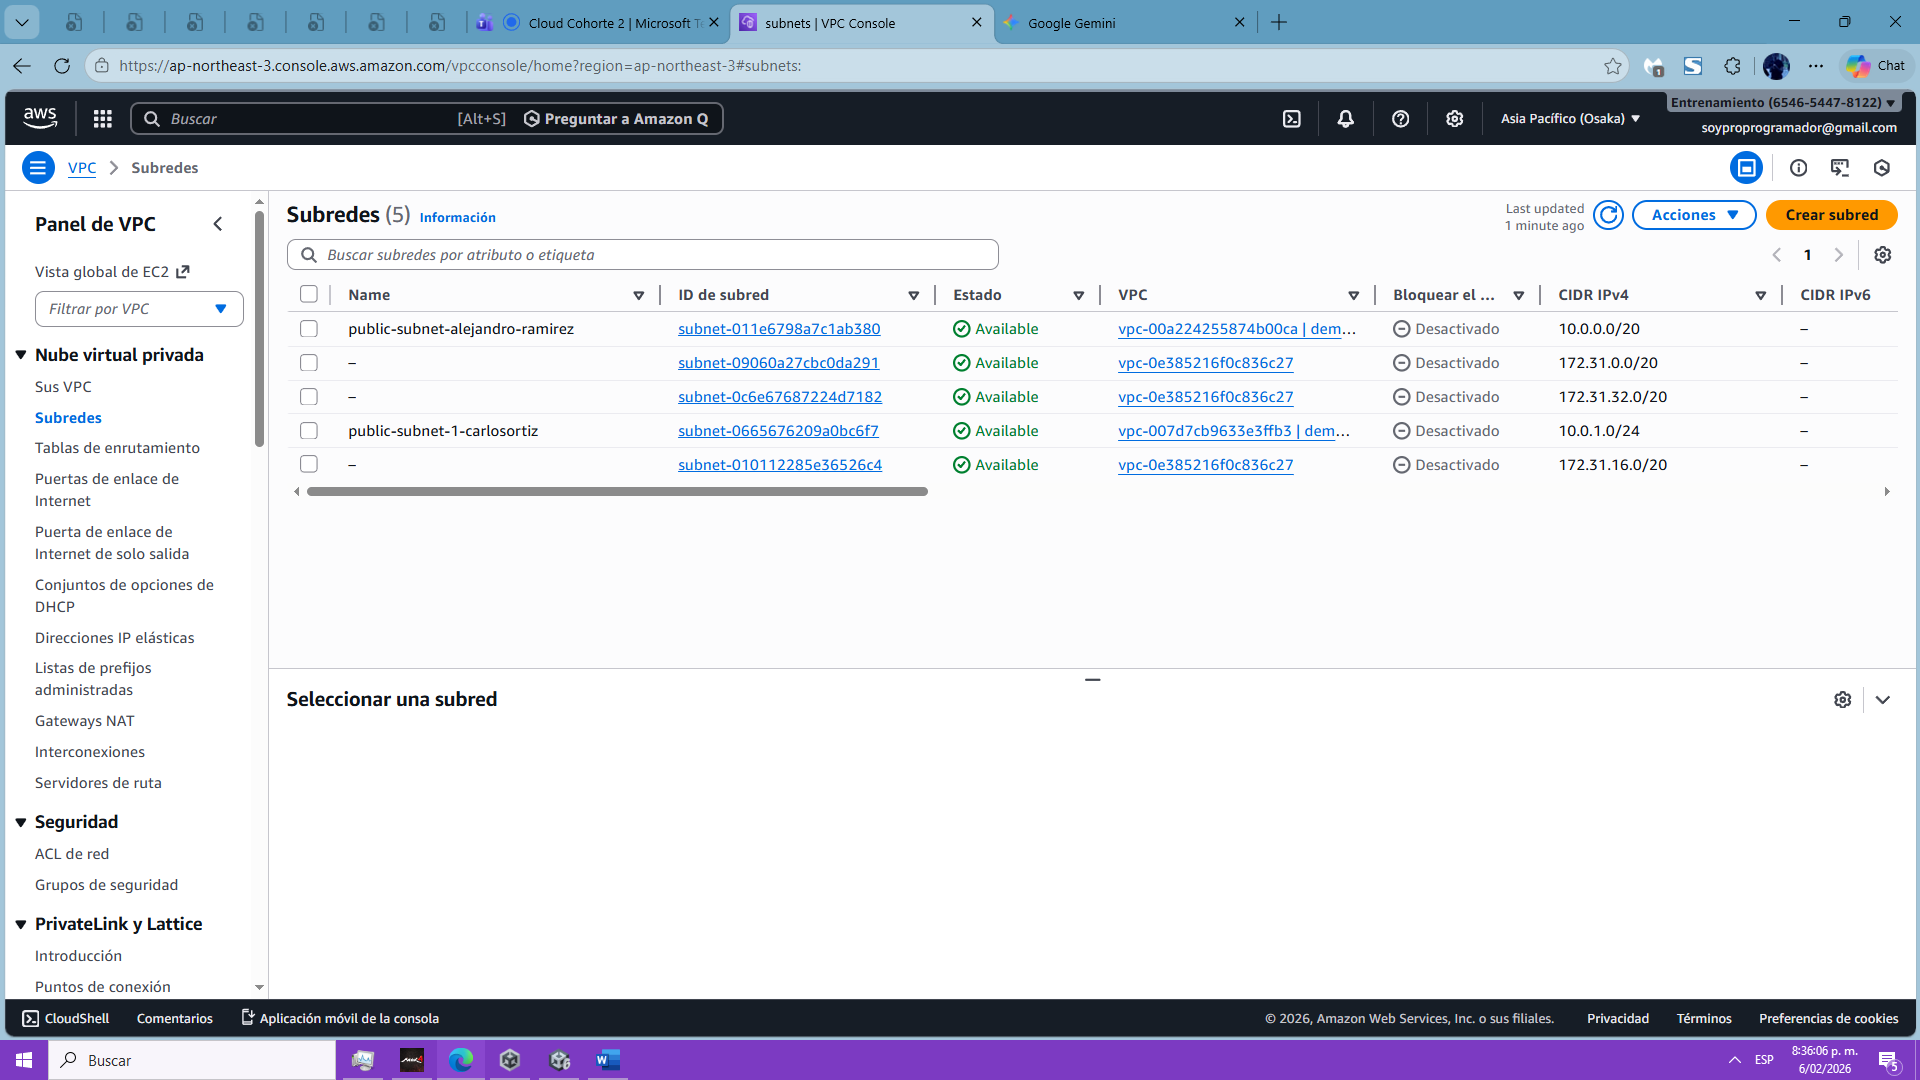 Cloud Cohorte 2 | Microsoft Te
subnets | VPC Console
Google Gemini
https://ap-northeast-3.console.aws.amazon.com/vpcconsole/home?region=ap-northeast-3#subnets:
1
Chat
aws
Buscar
[Alt+S]
Preguntar a Amazon Q
Asia Pacífico (Osaka)
Entrenamiento (6546-5447-8122)
soyproprogramador@gmail.com
VPC
Subredes
Panel de VPC
Vista global de EC2
Filtrar por VPC
Nube virtual privada
Sus VPC
Subredes
Tablas de enrutamiento
Puertas de enlace de
Internet
Puerta de enlace de
Internet de solo salida
Conjuntos de opciones de
DHCP
Direcciones IP elásticas
Listas de prefijos
administradas
Gateways NAT
Interconexiones
Servidores de ruta
Seguridad
ACL de red
Grupos de seguridad
PrivateLink y Lattice
Introducción
Puntos de conexión
Subredes (5) Información
Last updated
1 minute ago
Acciones
Crear subred
Buscar subredes por atributo o etiqueta
1
Name ID de subred Estado VPC Bloquear el ... CIDR IPv4 CIDR IPv6
public-subnet-alejandro-ramirez subnet-011e6798a7c1ab380 Available vpc-00a224255874b00ca | dem... Desactivado 10.0.0.0/20 –
– subnet-09060a27cbc0da291 Available vpc-0e385216f0c836c27 Desactivado 172.31.0.0/20 –
– subnet-0c6e67687224d7182 Available vpc-0e385216f0c836c27 Desactivado 172.31.32.0/20 –
public-subnet-1-carlosortiz subnet-0665676209a0bc6f7 Available vpc-007d7cb9633e3ffb3 | dem... Desactivado 10.0.1.0/24 –
– subnet-010112285e36526c4 Available vpc-0e385216f0c836c27 Desactivado 172.31.16.0/20 –
Seleccionar una subred
CloudShell
Comentarios
Aplicación móvil de la consola
© 2026, Amazon Web Services, Inc. o sus filiales.
Privacidad
Términos
Preferencias de cookies
Buscar
ESP
8:36:06 p. m.
6/02/2026
5